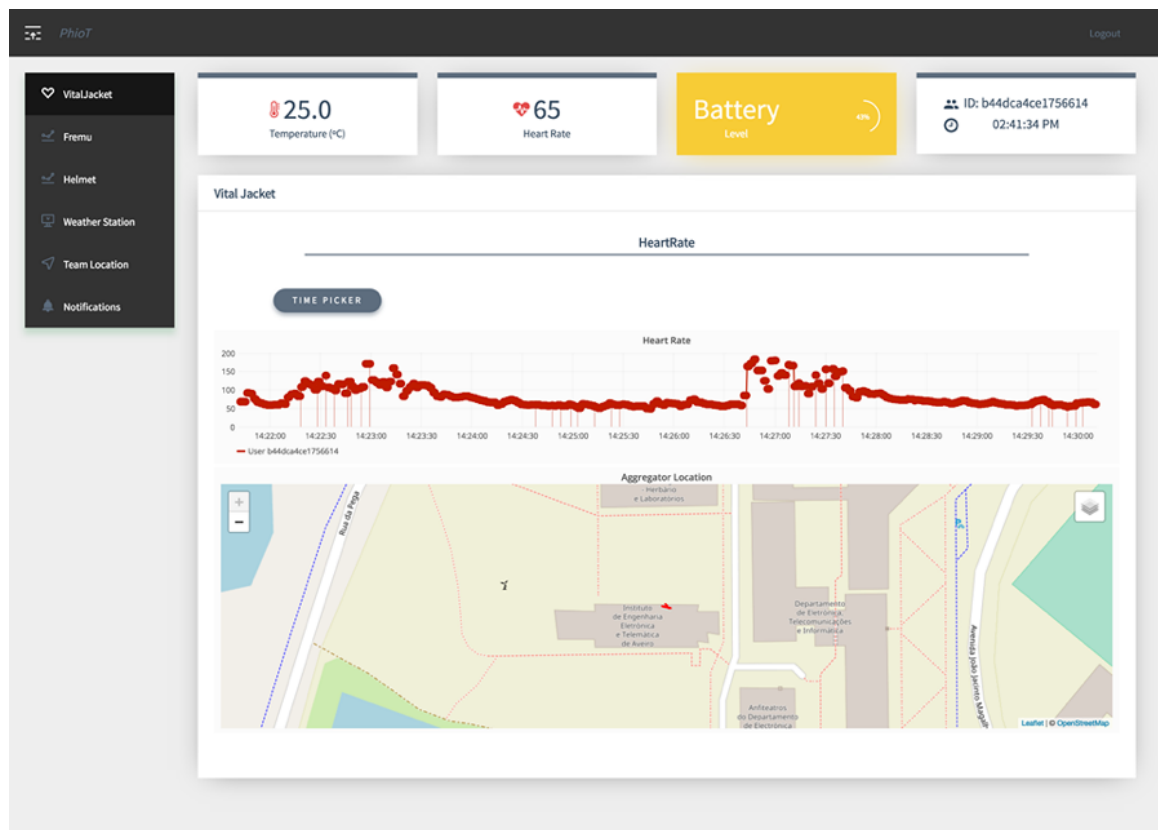 PhioT
Logout
VitalJacket
Fremu
Helmet
Weather Station
Team Location
Notifications
25.0
Temperature (ºC)
65
Heart Rate
Battery
Level
43%
ID: b44dca4ce1756614
02:41:34 PM
Vital Jacket
HeartRate
TIME PICKER
Heart Rate
200
150
100
50
0
14:22:00 14:22:30 14:23:00 14:23:30 14:24:00 14:24:30 14:25:00 14:25:30 14:26:00 14:26:30 14:27:00 14:27:30 14:28:00 14:28:30 14:29:00 14:29:30 14:30:00
User b44dca4ce1756614
Aggregator Location
+
-
Rua da Pega
Herbário
e Laboratórios
Instituto
de Engenharia
Eletrónica
e Telemática
de Aveiro
Departamento
de Eletrónica,
Telecomunicações
e Informática
Anfiteatros
do Departamento
de Electrónica
Avenida João Jacinto Magalh
Leaflet | © OpenStreetMap